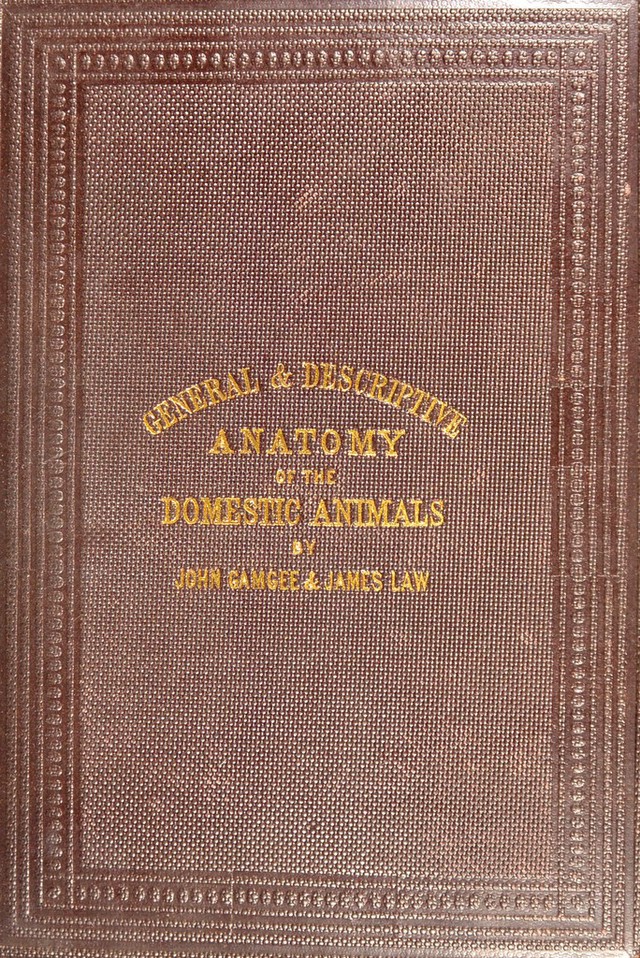 GENERAL & DESCRIPTIVE
ANATOMY
OF THE
DOMESTIC ANIMALS
BY
JOHN GAMGEE & JAMES LAW